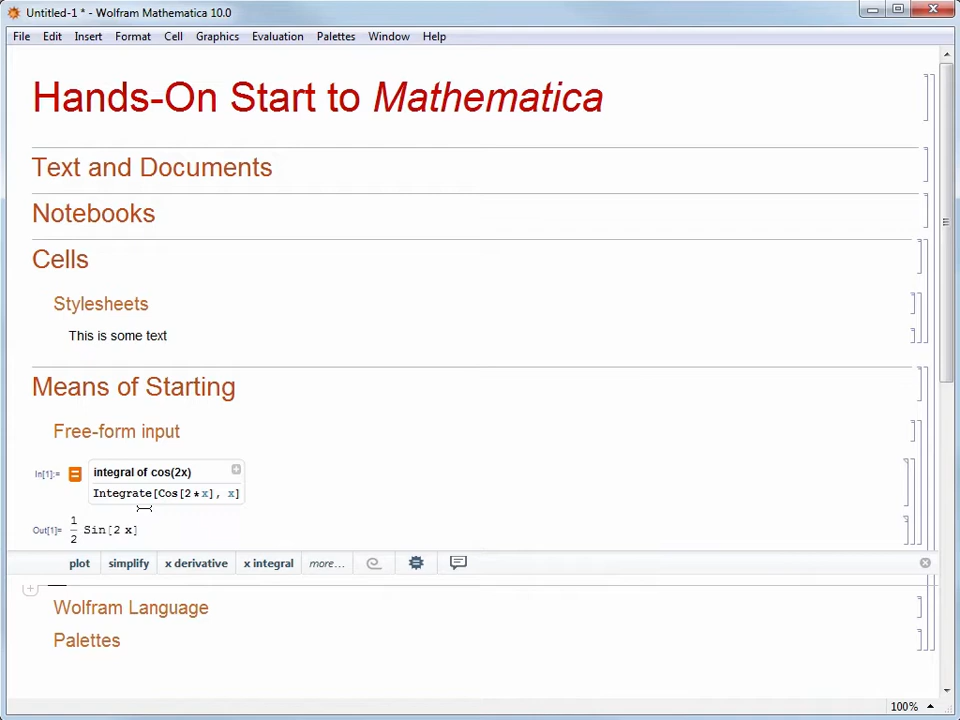 Untitled-1 * - Wolfram Mathematica 10.0
File Edit Insert Format Cell Graphics Evaluation Palettes Window Help
Hands-On Start to Mathematica
Text and Documents
Notebooks
Cells
Stylesheets
This is some text
Means of Starting
Free-form input
integral of cos(2x)
In[1]:= Integrate[Cos[2*x], x]
Out[1]= 1/2 Sin[2 x]
plot simplify x derivative x integral more...
Wolfram Language
Palettes
100%